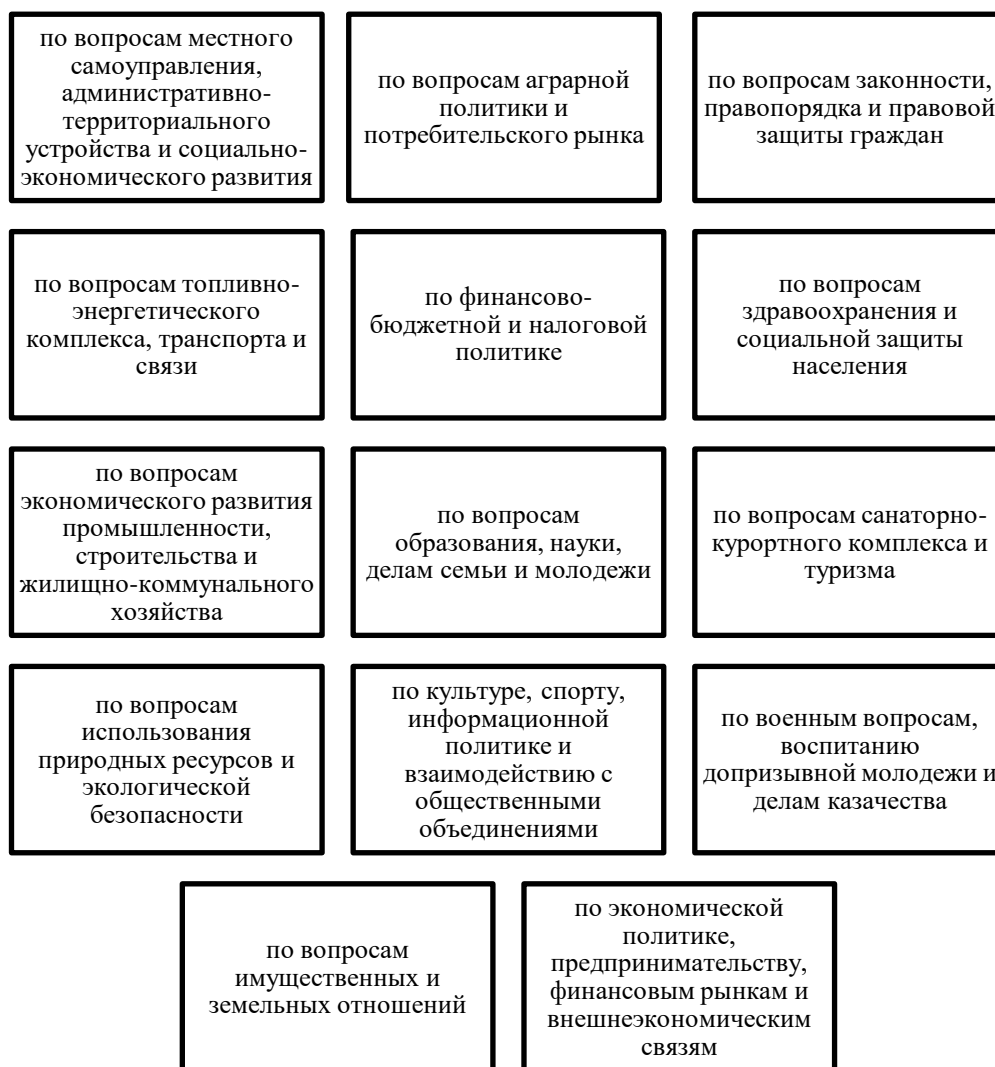 по вопросам местного
самоуправления,
административно-
территориального
устройства и социально-
экономического развития
по вопросам аграрной
политики и
потребительского рынка
по вопросам законности,
правопорядка и правовой
защиты граждан
по вопросам топливно-
энергетического
комплекса, транспорта и
связи
по финансово-
бюджетной и налоговой
политике
по вопросам
здравоохранения и
социальной защиты
населения
по вопросам
экономического развития
промышленности,
строительства и
жилищно-коммунального
хозяйства
по вопросам
образования, науки,
делам семьи и молодежи
по вопросам санаторно-
курортного комплекса и
туризма
по вопросам
использования
природных ресурсов и
экологической
безопасности
по культуре, спорту,
информационной
политике и
взаимодействию с
общественными
объединениями
по военным вопросам,
воспитанию
допризывной молодежи и
делам казачества
по вопросам
имущественных и
земельных отношений
по экономической
политике,
предпринимательству,
финансовым рынкам и
внешнеэкономическим
связям